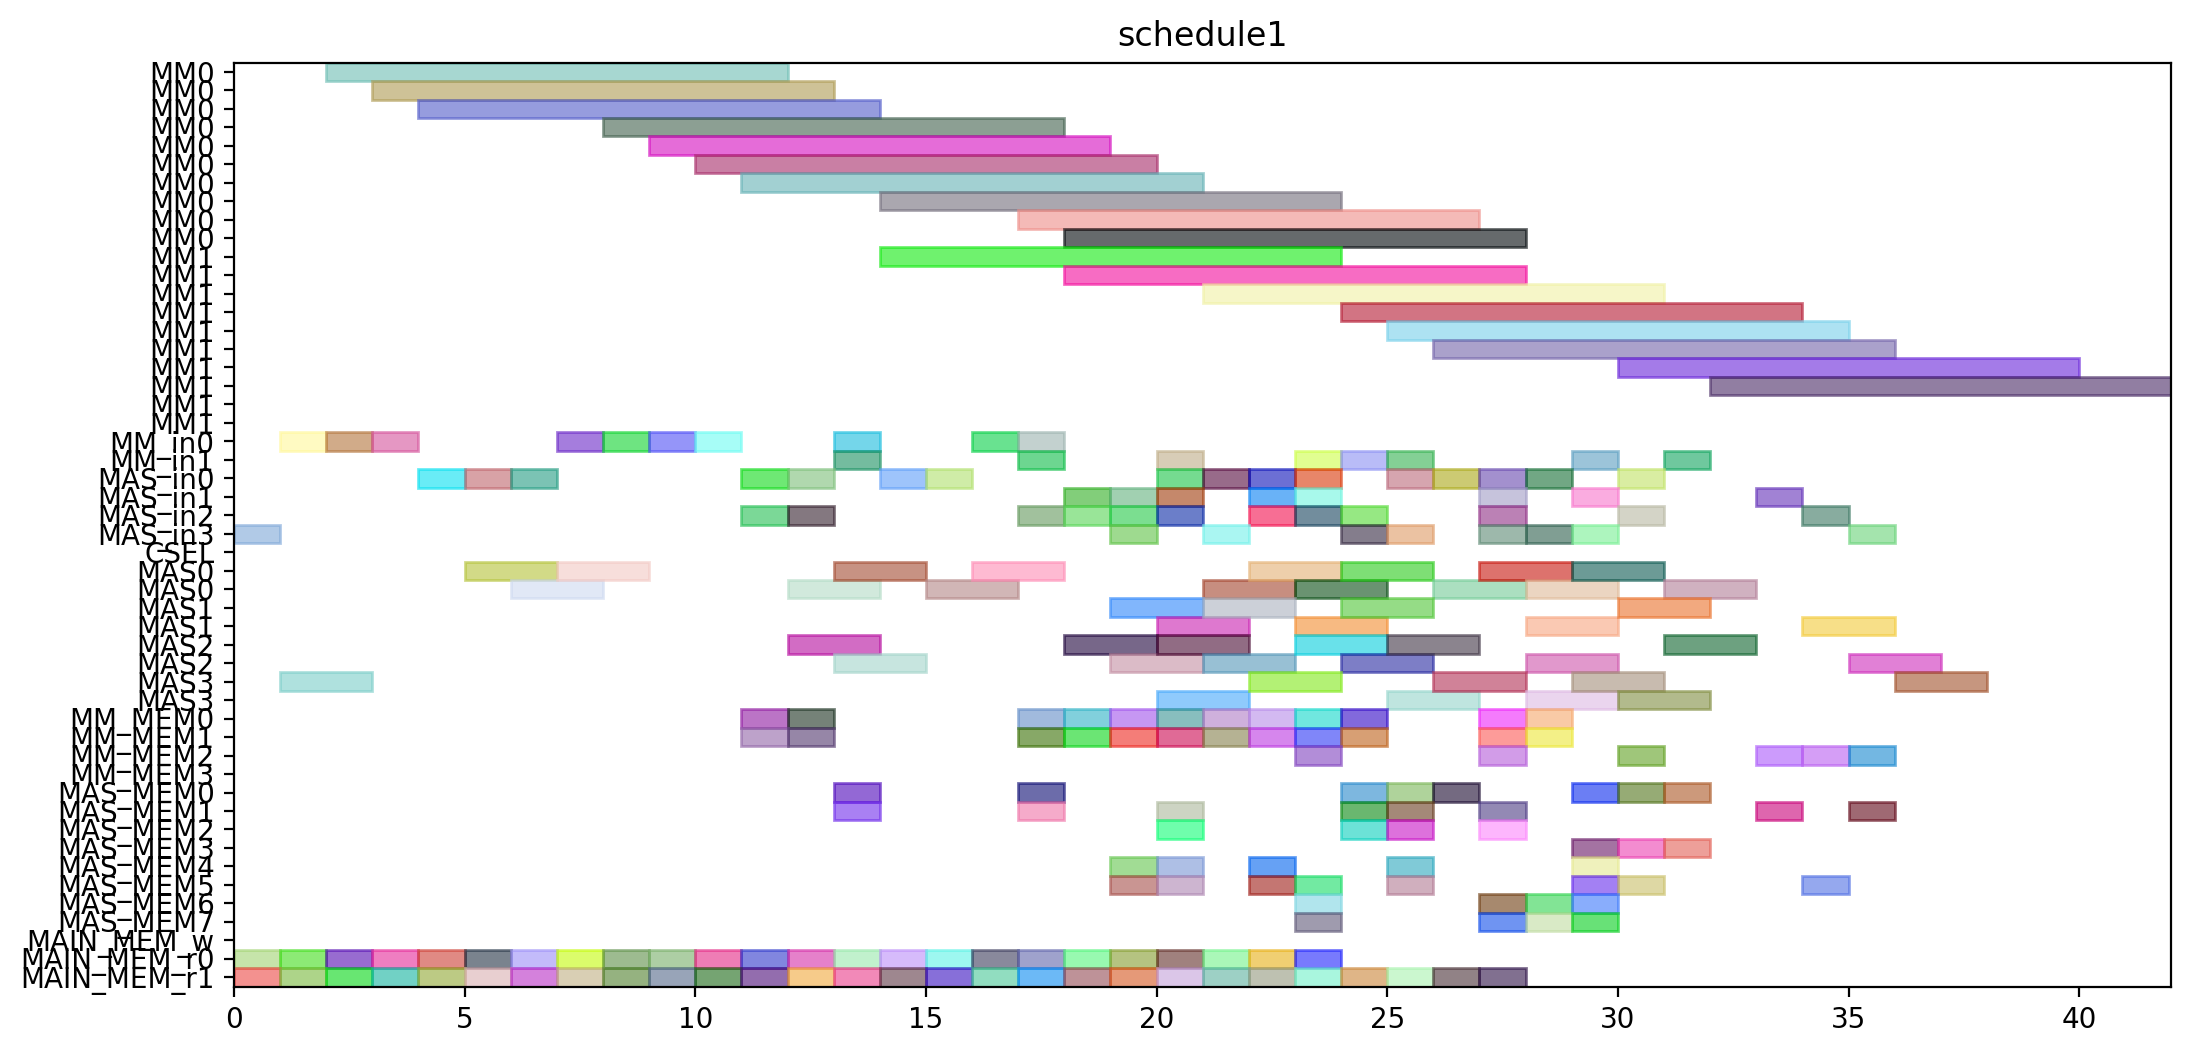 schedule1
MM0
MM0
MM0
MM0
MM0
MM0
MM0
MM0
MM0
MM0
MM1
MM1
MM1
MM1
MM1
MM1
MM1
MM1
MM1
MM1
MM_in0
MM_in1
MAS_in0
MAS_in1
MAS_in2
MAS_in3
CSEL
MAS0
MAS0
MAS1
MAS1
MAS2
MAS2
MAS3
MAS3
MM_MEM0
MM_MEM1
MM_MEM2
MM_MEM3
MAS_MEM0
MAS_MEM1
MAS_MEM2
MAS_MEM3
MAS_MEM4
MAS_MEM5
MAS_MEM6
MAS_MEM7
MAIN_MEM_w
MAIN_MEM_r0
MAIN_MEM_r1
0 5 10 15 20 25 30 35 40